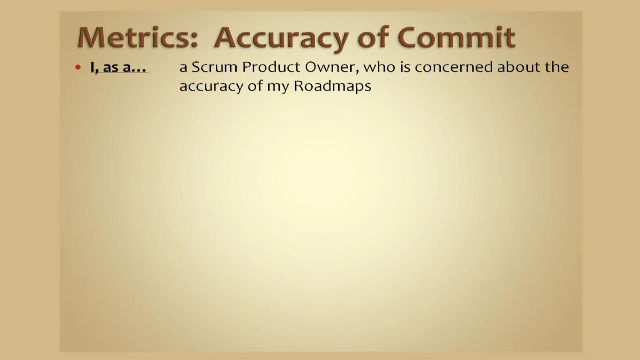 Metrics: Accuracy of Commit
• I, as a… a Scrum Product Owner, who is concerned about the
accuracy of my Roadmaps